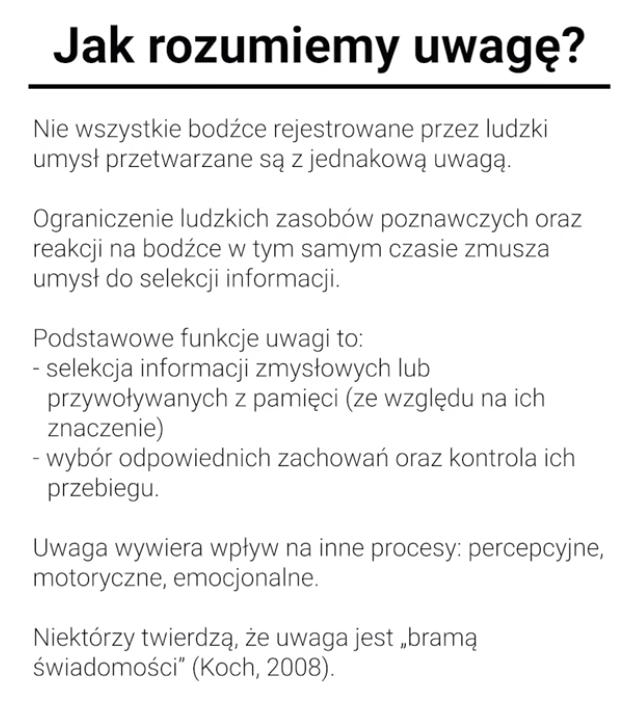 Jak rozumiemy uwagę?
Nie wszystkie bodźce rejestrowane przez ludzki
umysł przetwarzane są z jednakową uwagą.
Ograniczenie ludzkich zasobów poznawczych oraz
reakcji na bodźce w tym samym czasie zmusza
umysł do selekcji informacji.
Podstawowe funkcje uwagi to:
- selekcja informacji zmysłowych lub
przywoływanych z pamięci (ze względu na ich
znaczenie)
- wybór odpowiednich zachowań oraz kontrola ich
przebiegu.
Uwaga wywiera wpływ na inne procesy: percepcyjne,
motoryczne, emocjonalne.
Niektórzy twierdzą, że uwaga jest „bramą
świadomości” (Koch, 2008).